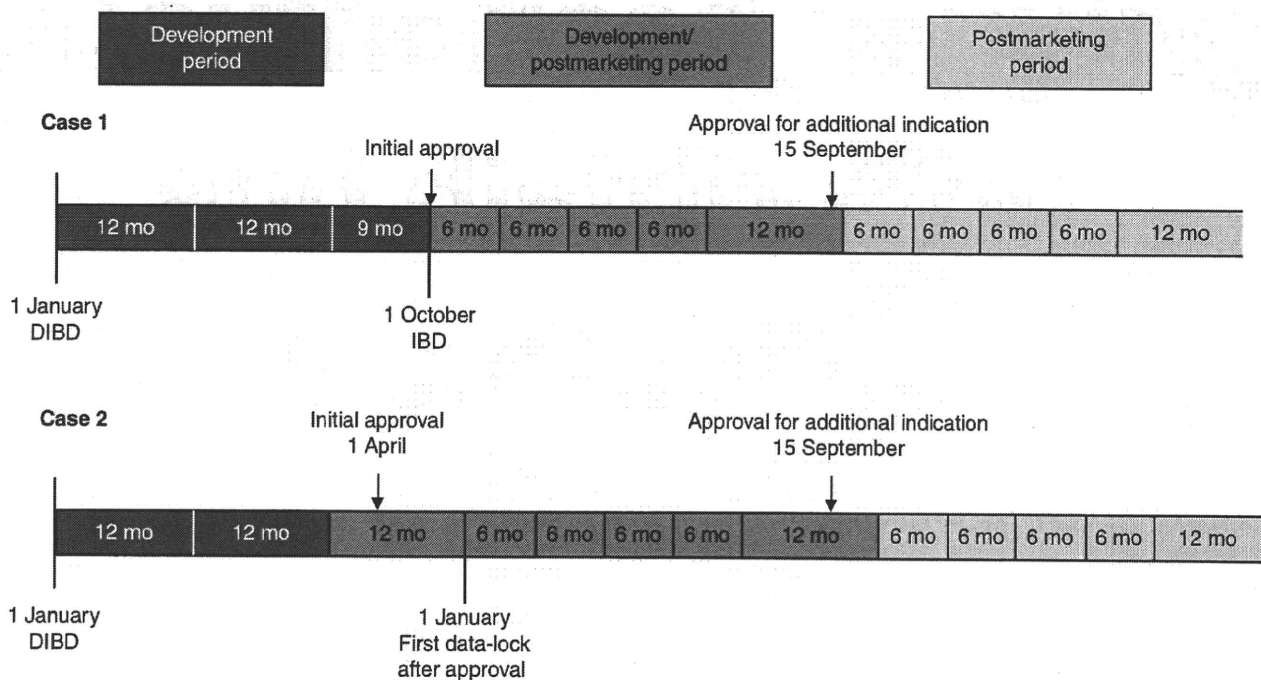 Development
period
Development/
postmarketing period
Postmarketing
period
Case 1
Initial approval
Approval for additional indication
15 September
12 mo 12 mo 9 mo 6 mo 6 mo 6 mo 6 mo 12 mo 6 mo 6 mo 6 mo 6 mo 12 mo
1 January
DIBD
1 October
IBD
Case 2
Initial approval
1 April
Approval for additional indication
15 September
12 mo 12 mo 12 mo 6 mo 6 mo 6 mo 6 mo 12 mo 6 mo 6 mo 6 mo 6 mo 12 mo
1 January
DIBD
1 January
First data-lock
after approval